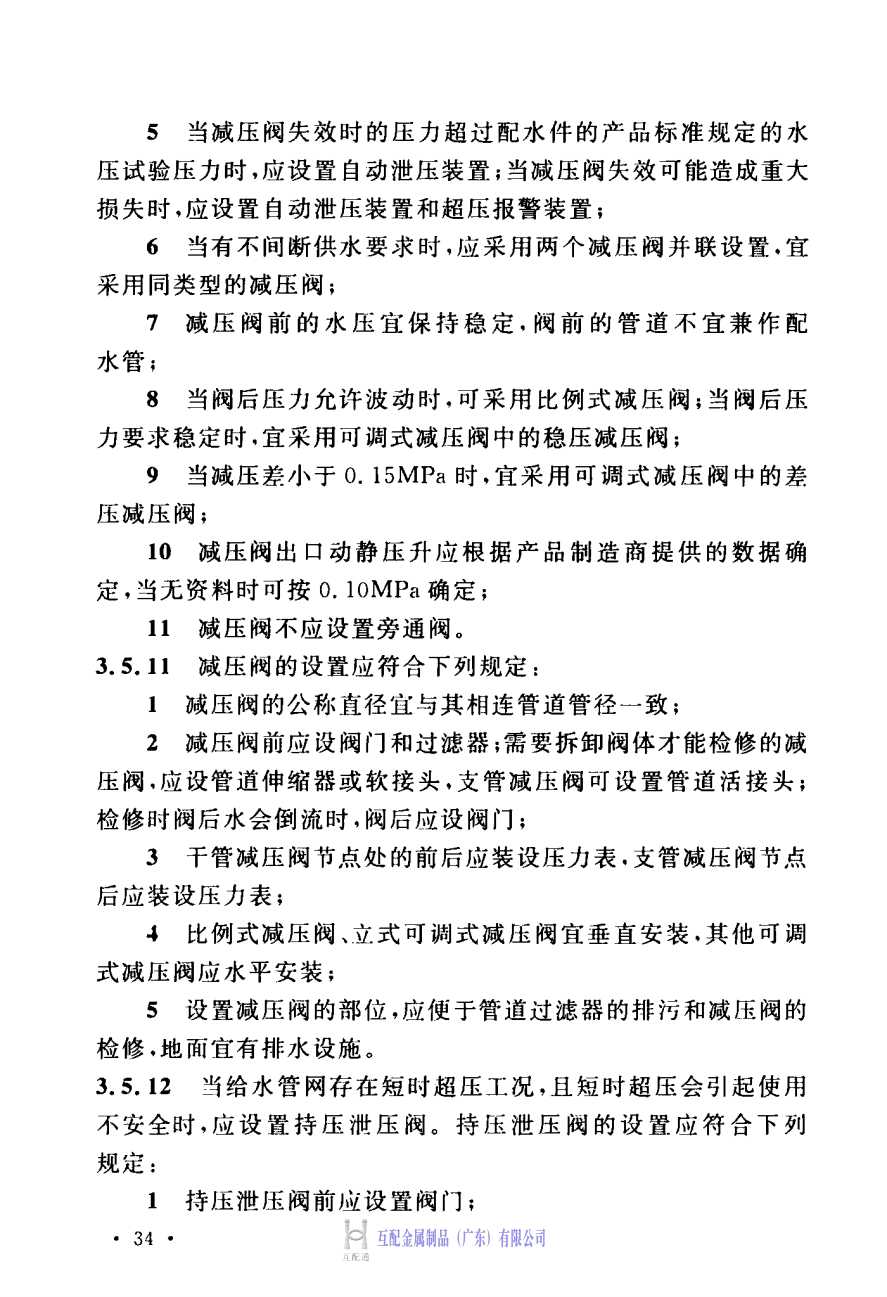 5 当减压阀失效时的压力超过配水件的产品标准规定的水
压试验压力时,应设置自动泄压装置;当减压阀失效可能造成重大
损失时,应设置自动泄压装置和超压报警装置;
6 当有不间断供水要求时,应采用两个减压阀并联设置,宜
采用同类型的减压阀;
7 减压阀前的水压宜保持稳定,阀前的管道不宜兼作配
水管;
8 当阀后压力允许波动时,可采用比例式减压阀;当阀后压
力要求稳定时,宜采用可调式减压阀中的稳压减压阀;
9 当减压差小于 0.15MPa 时,宜采用可调式减压阀中的差
压减压阀;
10 减压阀出口动静压升应根据产品制造商提供的数据确
定,当无资料时可按 0.10MPa 确定;
11 减压阀不应设置旁通阀。
3.5.11 减压阀的设置应符合下列规定:
1 减压阀的公称直径宜与其相连管道管径一致;
2 减压阀前应设阀门和过滤器;需要拆卸阀体才能检修的减
压阀,应设管道伸缩器或软接头,支管减压阀可设置管道活接头;
检修时阀后水会倒流时,阀后应设阀门;
3 干管减压阀节点处的前后应装设压力表,支管减压阀节点
后应装设压力表;
4 比例式减压阀、立式可调式减压阀宜垂直安装,其他可调
式减压阀应水平安装;
5 设置减压阀的部位,应便于管道过滤器的排污和减压阀的
检修,地面宜有排水设施。
3.5.12 当给水管网存在短时超压工况,且短时超压会引起使用
不安全时,应设置持压泄压阀。持压泄压阀的设置应符合下列
规定:
1 持压泄压阀前应设置阀门;
· 34 ·
互配通
互配金属制品(广东)有限公司